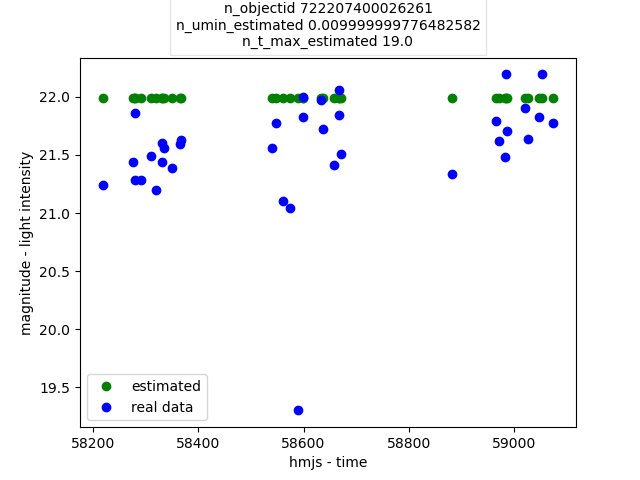 n_objectid 722207400026261
n_umin_estimated 0.009999999776482582
n_t_max_estimated 19.0
22.0
21.5
21.0
20.5
20.0
19.5
magnitude - light intensity
estimated
real data
58200 58400 58600 58800 59000
hmjs - time